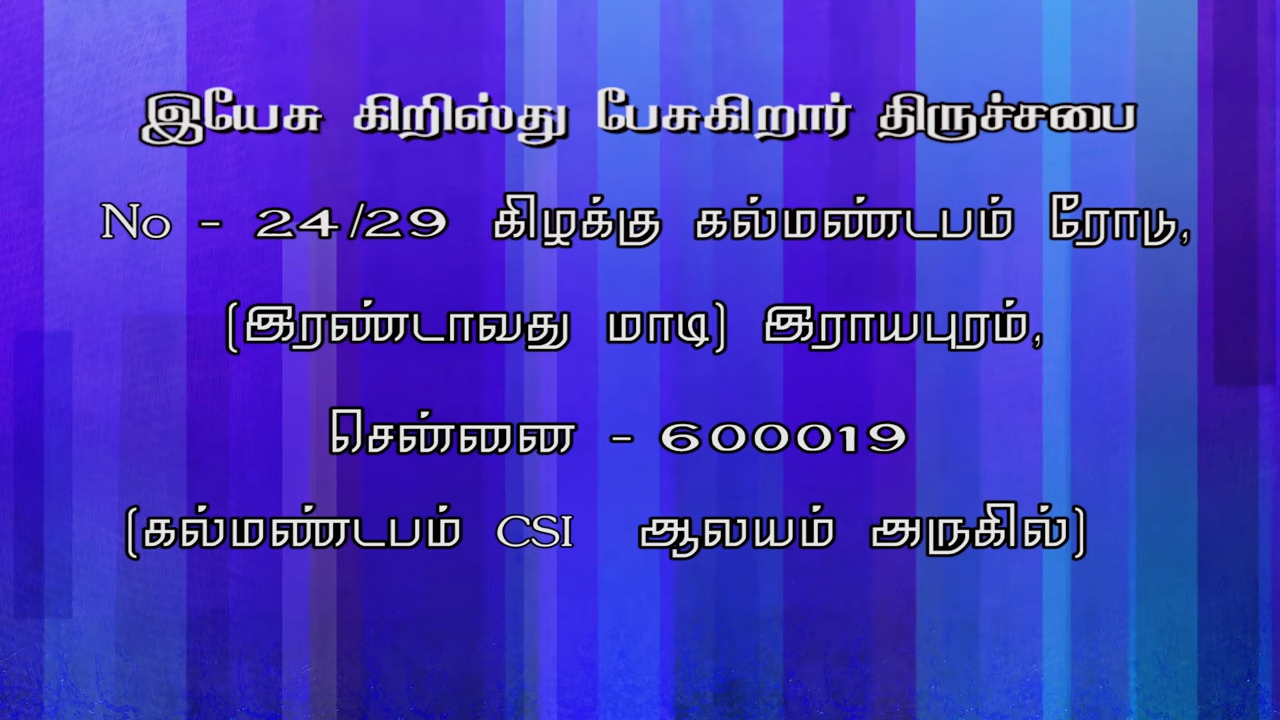 இயேசு கிறிஸ்து பேசுகிறார் திருச்சபை
No - 24/29 கிழக்கு கல்மண்டபம் ரோடு,
(இரண்டாவது மாடி) இராயபுரம்,
சென்னை - 600019
(கல்மண்டபம் CSI ஆலயம் அருகில்)